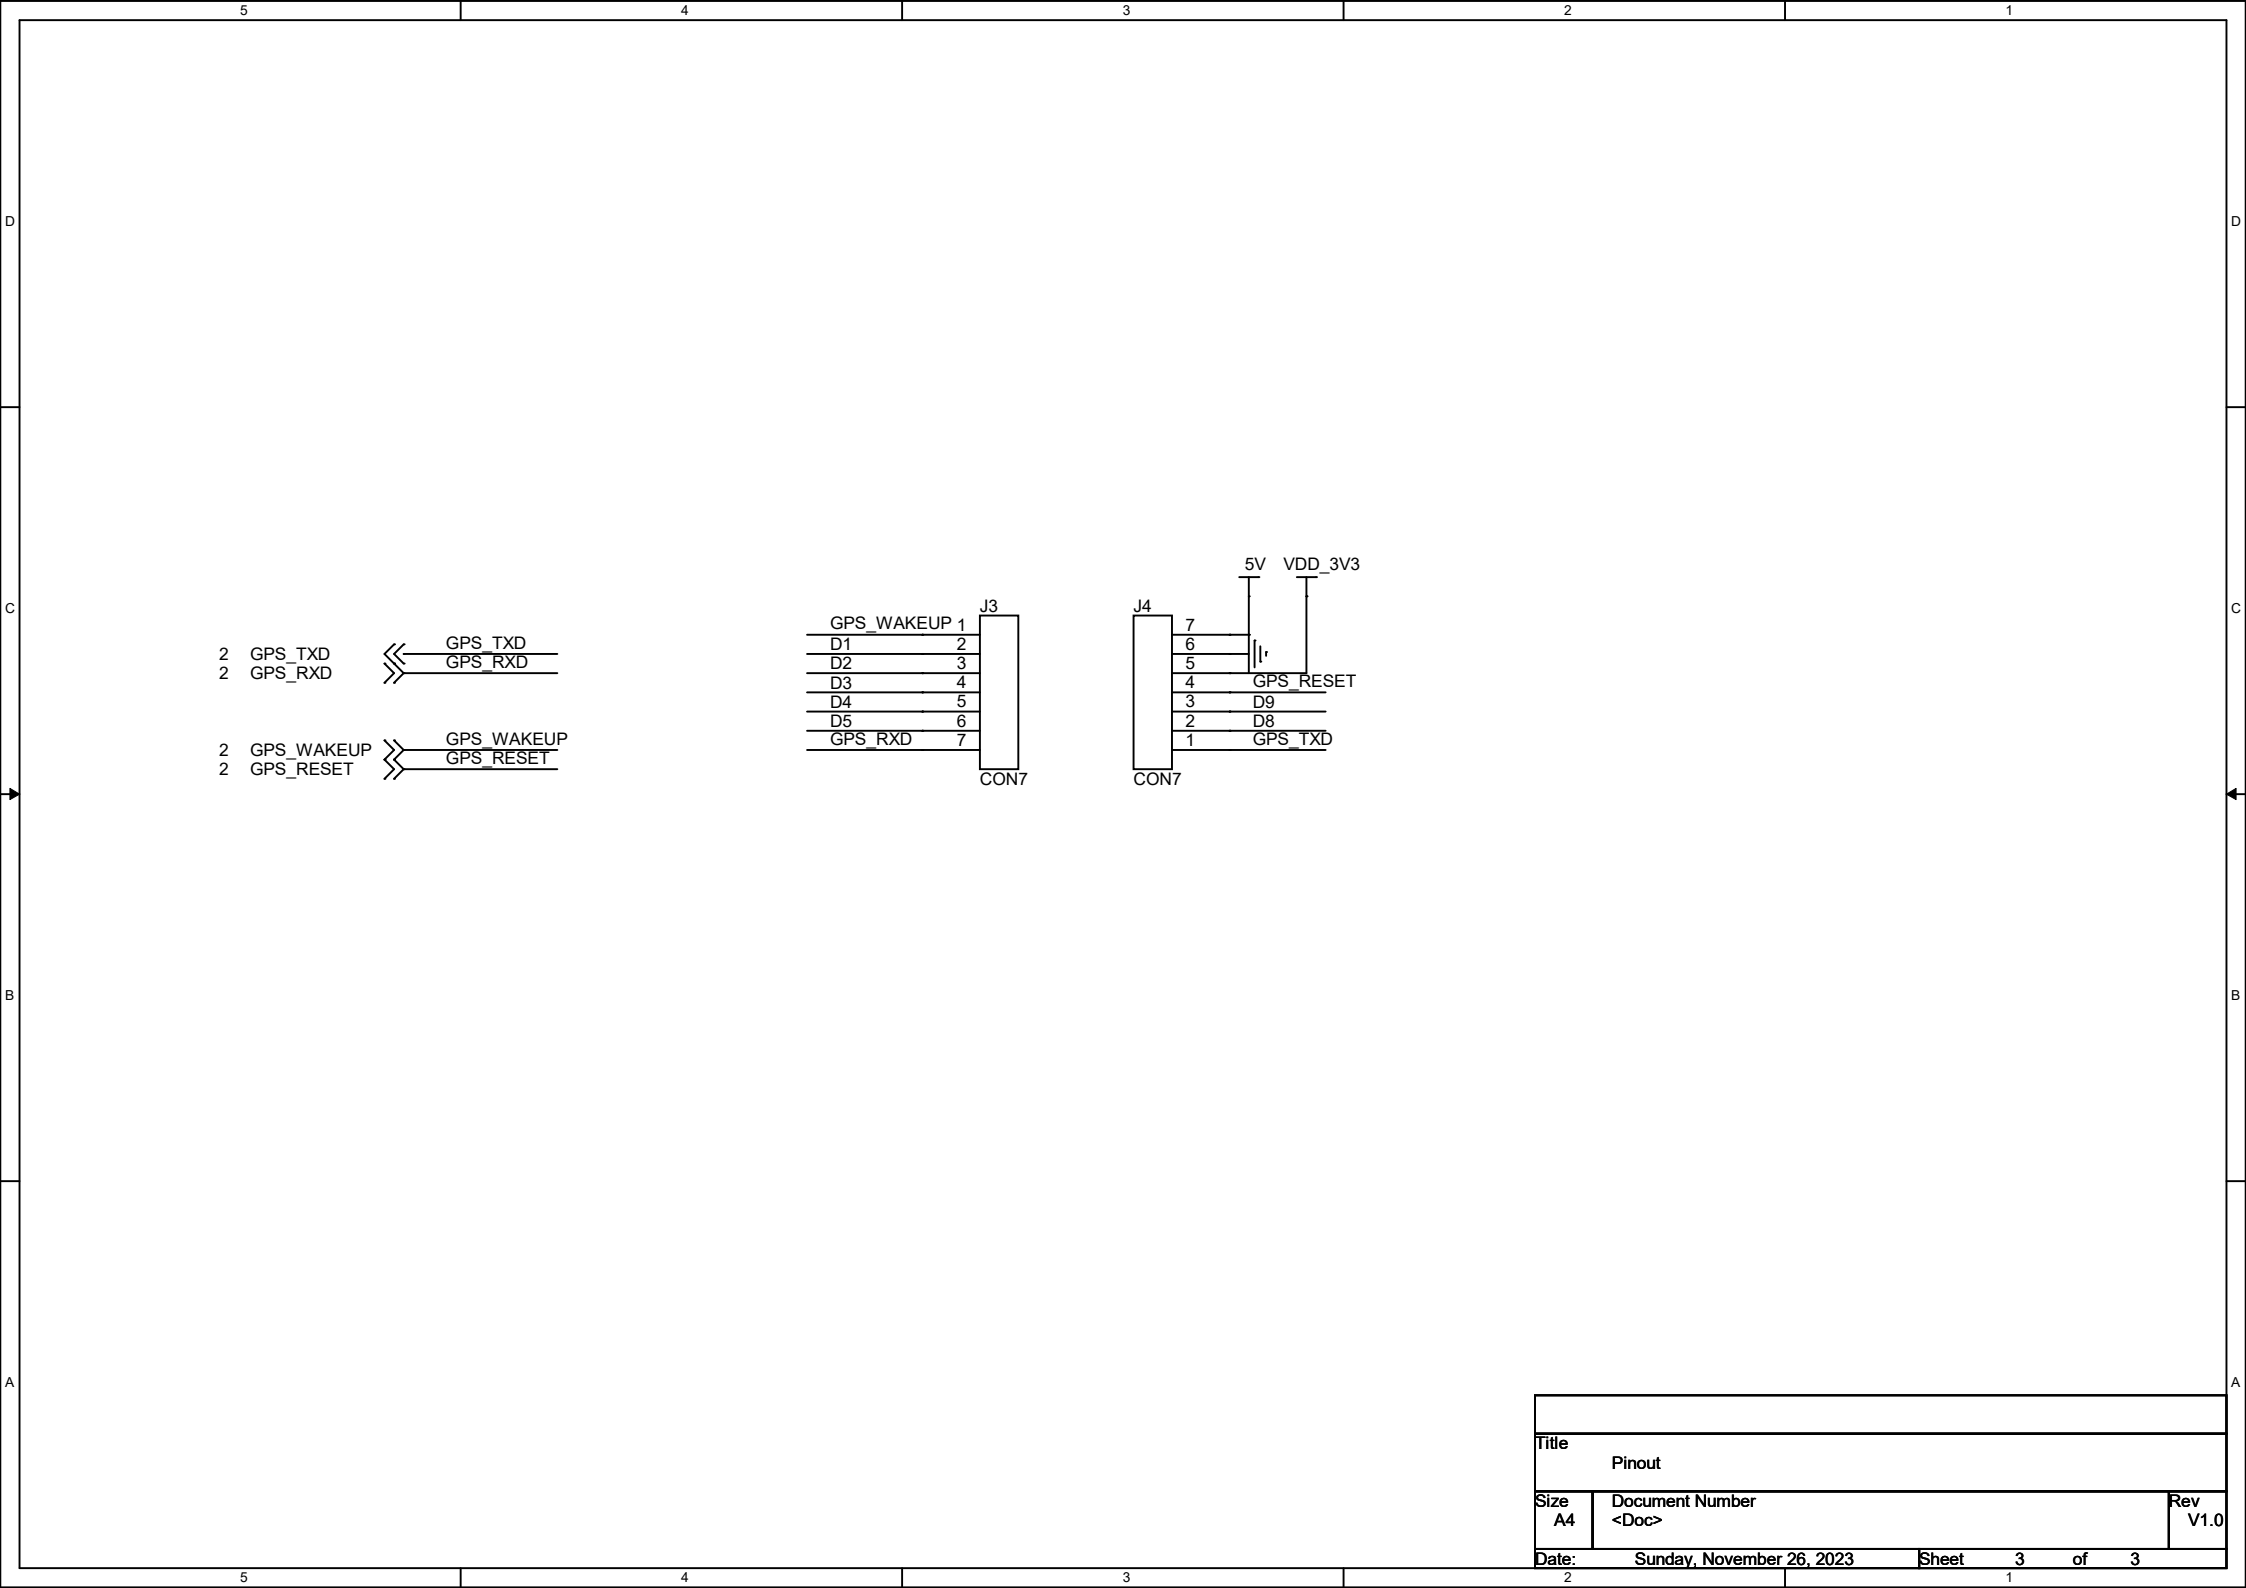 5 4 3 2 1
D D
C C
B B
A A
5V VDD_3V3
J3 J4
GPS_WAKEUP 1 7
D1 2 6
D2 3 5
D3 4 4 GPS_RESET
D4 5 3 D9
D5 6 2 D8
GPS_RXD 7 1 GPS_TXD
CON7 CON7
2 GPS_TXD GPS_TXD
2 GPS_RXD GPS_RXD
2 GPS_WAKEUP GPS_WAKEUP
2 GPS_RESET GPS_RESET
Title
Pinout
Size Document Number Rev
A4 <Doc> V1.0
Date: Sunday, November 26, 2023 Sheet 3 of 3
5 4 3 2 1